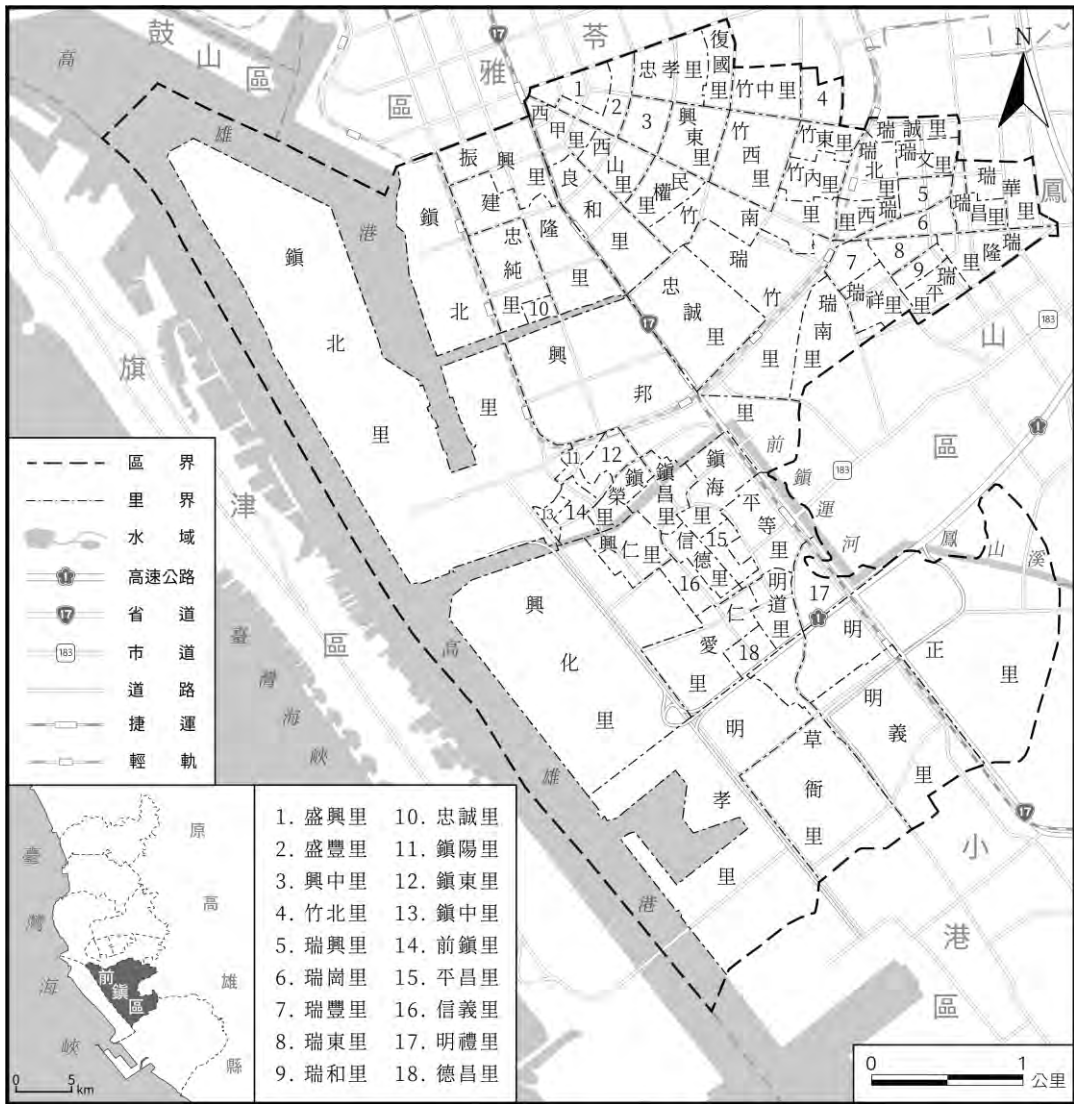 鼓山區
苓雅區
鳳山區
旗津區
小港區
高雄港
高雄港
臺灣海峽
前鎮運河
鳳山溪
N
17
17
17
183
183
1
1
1
2
3
4
5
6
7
8
9
10
11
12
13
14
15
16
17
18
忠孝里
復國里
竹中里
西甲里
西山里
興東里
竹西里
竹東里
竹內里
民權里
竹南里
瑞誠里
瑞文里
瑞北里
瑞西里
瑞華里
瑞昌里
瑞隆里
瑞平里
瑞祥里
瑞南里
瑞竹里
振興里
良和里
建隆里
忠純里
鎮北里
鎮北里
忠誠里
興邦里
鎮榮里
鎮昌里
鎮海里
平等里
興仁里
信德里
明道里
仁愛里
興化里
明正里
明義里
明孝里
草衙里
區界
里界
水域
高速公路
省道
市道
道路
捷運
輕軌
1. 盛興里
2. 盛豐里
3. 興中里
4. 竹北里
5. 瑞興里
6. 瑞崗里
7. 瑞豐里
8. 瑞東里
9. 瑞和里
10. 忠誠里
11. 鎮陽里
12. 鎮東里
13. 鎮中里
14. 前鎮里
15. 平昌里
16. 信義里
17. 明禮里
18. 德昌里
原高雄縣
臺灣海峽
前鎮區
0 5 km
0 1 公里